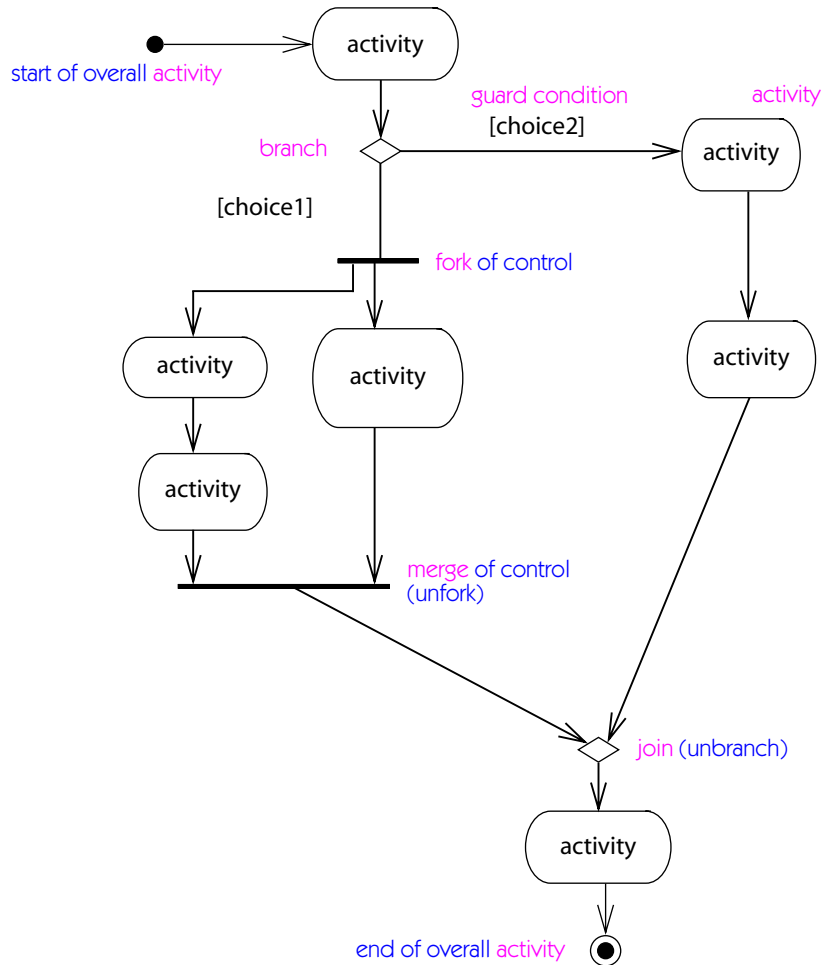 activity
start of overall activity
guard condition
activity
[choice2]
branch
activity
[choice1]
fork of control
activity
activity
activity
activity
merge of control
(unfork)
join (unbranch)
activity
end of overall activity